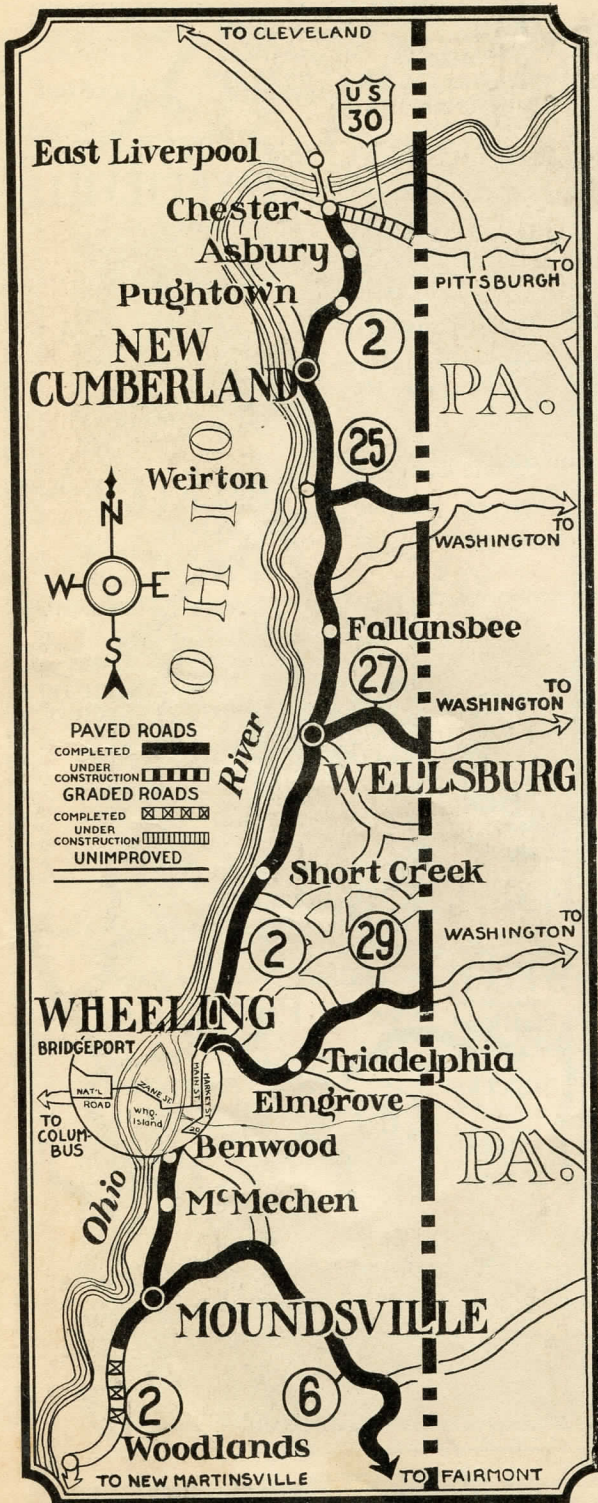 TO CLEVELAND
US
30
East Liverpool
Chester
Asbury
TO
PITTSBURGH
Pughtown
2
NEW
CUMBERLAND
PA.
25
Weirton
OHIO
N
TO
WASHINGTON
W
E
S
Fallansbee
27
TO
WASHINGTON
PAVED ROADS
COMPLETED
UNDER
CONSTRUCTION
GRADED ROADS
COMPLETED
UNDER
CONSTRUCTION
UNIMPROVED
River
WELLSBURG
Short Creek
2
29
TO
WASHINGTON
WHEELING
BRIDGEPORT
NAT'L
ROAD
ZANE ST.
MAIN ST.
MARKET ST.
Whg.
Island
20
TO
COLUM-
BUS
Triadelphia
Elmgrove
Benwood
PA.
Ohio
McMechen
MOUNDSVILLE
2
6
Woodlands
TO NEW MARTINSVILLE
TO FAIRMONT